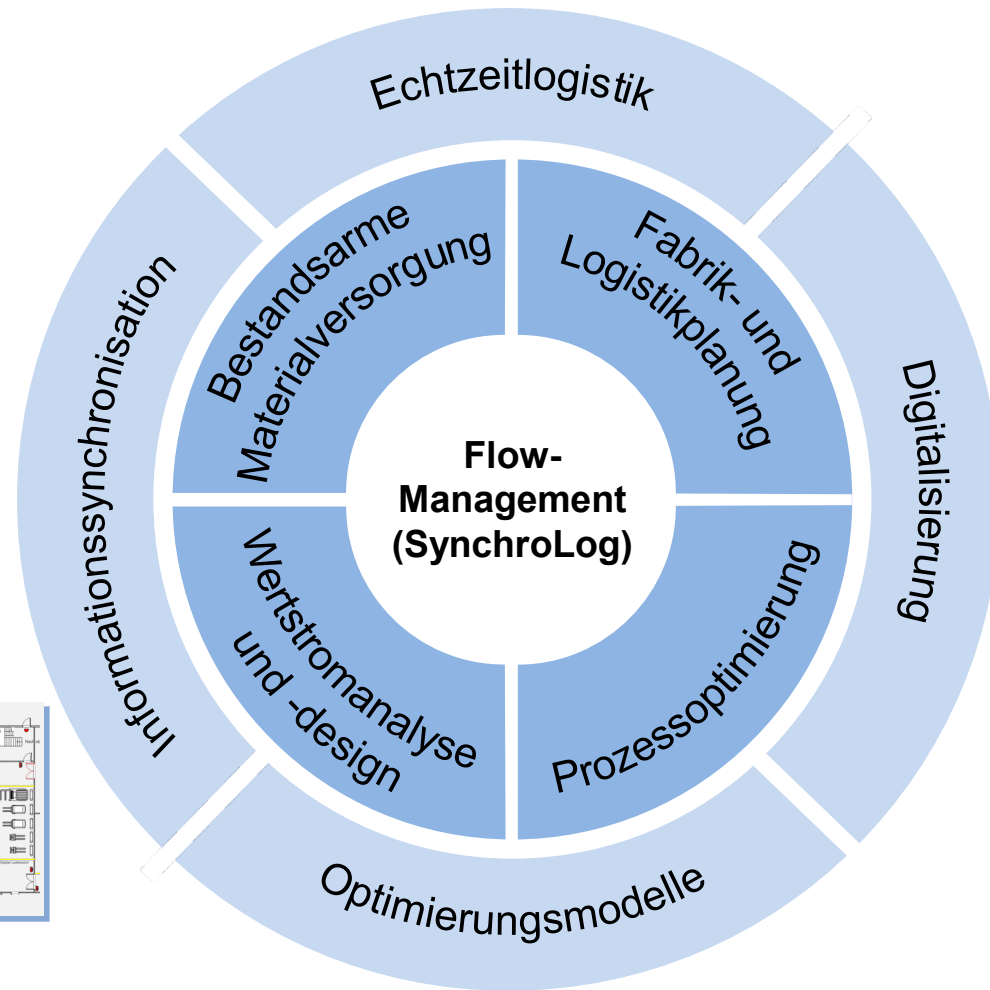 Echtzeitlogistik
Bestandsarme
Materialversorgung
Fabrik- und
Logistikplanung
Informationssynchronisation
Digitalisierung
Flow-
Management
(SynchroLog)
Wertstromanalyse
und -design
Prozessoptimierung
Optimierungsmodelle